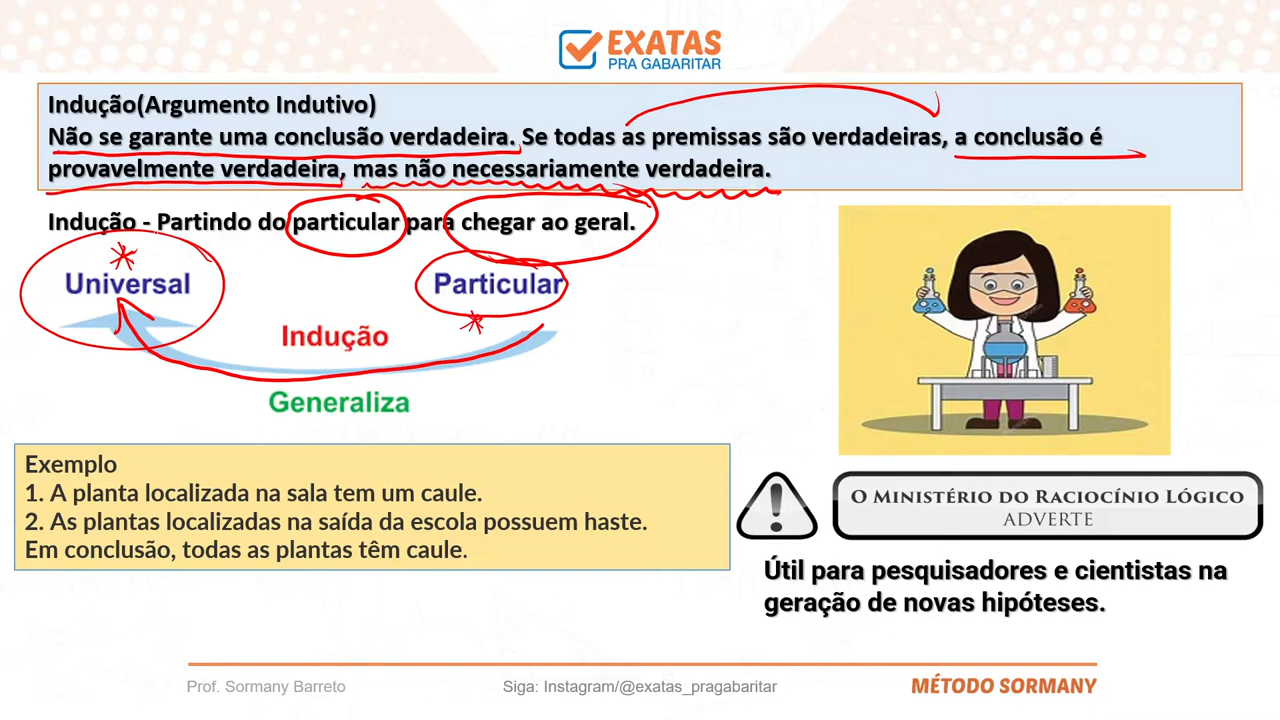 EXATAS
PRA GABARITAR
Indução(Argumento Indutivo)
Não se garante uma conclusão verdadeira. Se todas as premissas são verdadeiras, a conclusão é
provavelmente verdadeira, mas não necessariamente verdadeira.
Indução - Partindo do particular para chegar ao geral.
Universal
Particular
Indução
Generaliza
Exemplo
1. A planta localizada na sala tem um caule.
2. As plantas localizadas na saída da escola possuem haste.
Em conclusão, todas as plantas têm caule.
O Ministério do Raciocínio Lógico
ADVERTE
Útil para pesquisadores e cientistas na
geração de novas hipóteses.
Prof. Sormany Barreto
Siga: Instagram/@exatas_pragabaritar
MÉTODO SORMANY